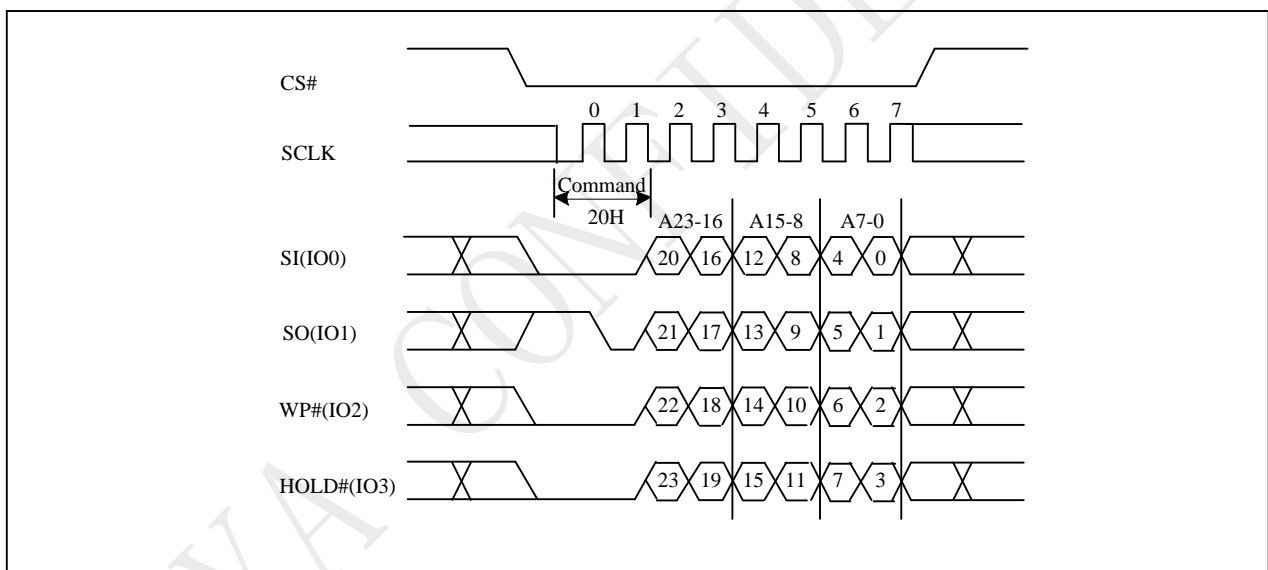 CS#
0 1 2 3 4 5 6 7
SCLK
Command
20H
A23-16 A15-8 A7-0
SI(IO0) 20 16 12 8 4 0
SO(IO1) 21 17 13 9 5 1
WP#(IO2) 22 18 14 10 6 2
HOLD#(IO3) 23 19 15 11 7 3